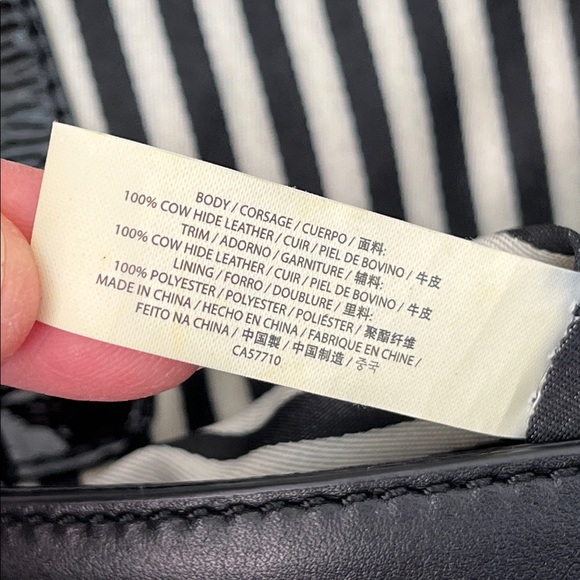 BODY / CORSAGE / CUERPO / 面料:
100% COW HIDE LEATHER / CUIR / PIEL DE BOVINO / 牛皮
TRIM / ADORNO / GARNITURE / 辅料:
100% COW HIDE LEATHER / CUIR / PIEL DE BOVINO / 牛皮
LINING / FORRO / DOUBLURE / 里料:
100% POLYESTER / POLYESTER / POLIÉSTER / 聚酯纤维
MADE IN CHINA / HECHO EN CHINA / FABRIQUE EN CHINE /
FEITO NA CHINA / 中国製 / 中国制造 / 중국
CA57710